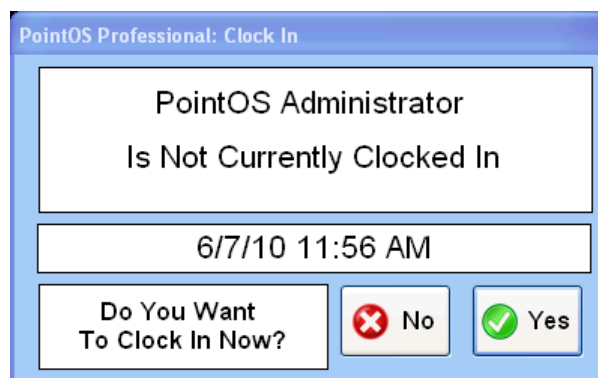 PointOS Professional: Clock In
PointOS Administrator
Is Not Currently Clocked In
6/7/10 11:56 AM
Do You Want
To Clock In Now?
No
Yes